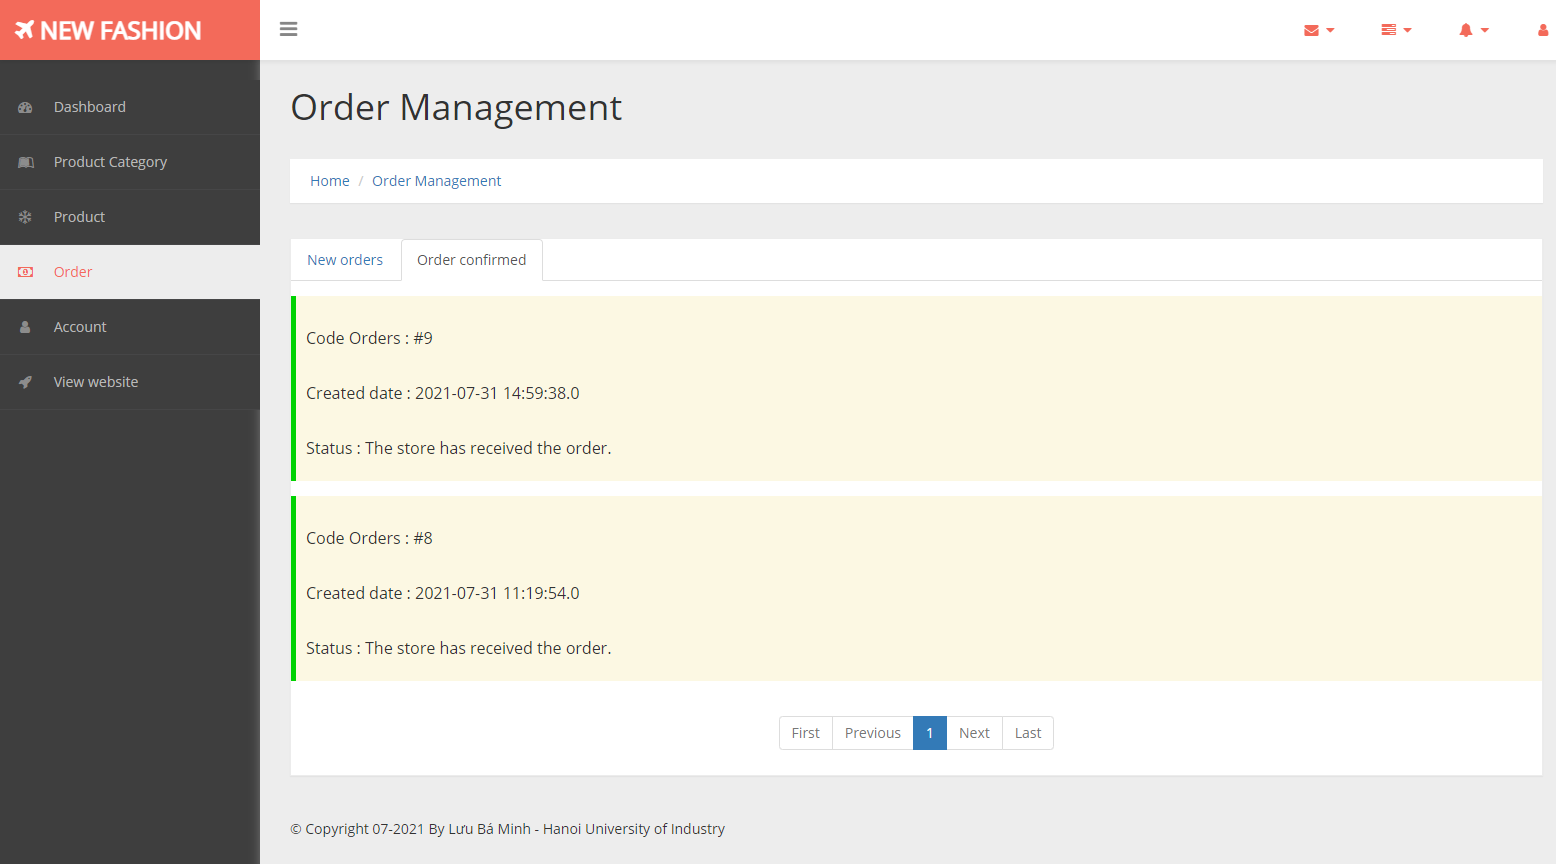 NEW FASHION
Dashboard
Product Category
Product
Order
Account
View website
Order Management
Home / Order Management
New orders
Order confirmed
Code Orders : #9
Created date : 2021-07-31 14:59:38.0
Status : The store has received the order.
Code Orders : #8
Created date : 2021-07-31 11:19:54.0
Status : The store has received the order.
First Previous 1 Next Last
© Copyright 07-2021 By Lưu Bá Minh - Hanoi University of Industry